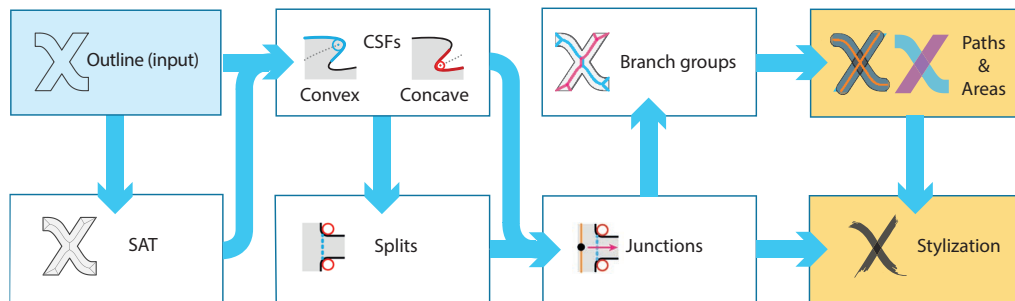 Outline (input)
CSFs
Convex
Concave
Branch groups
Paths
&
Areas
SAT
Splits
Junctions
Stylization